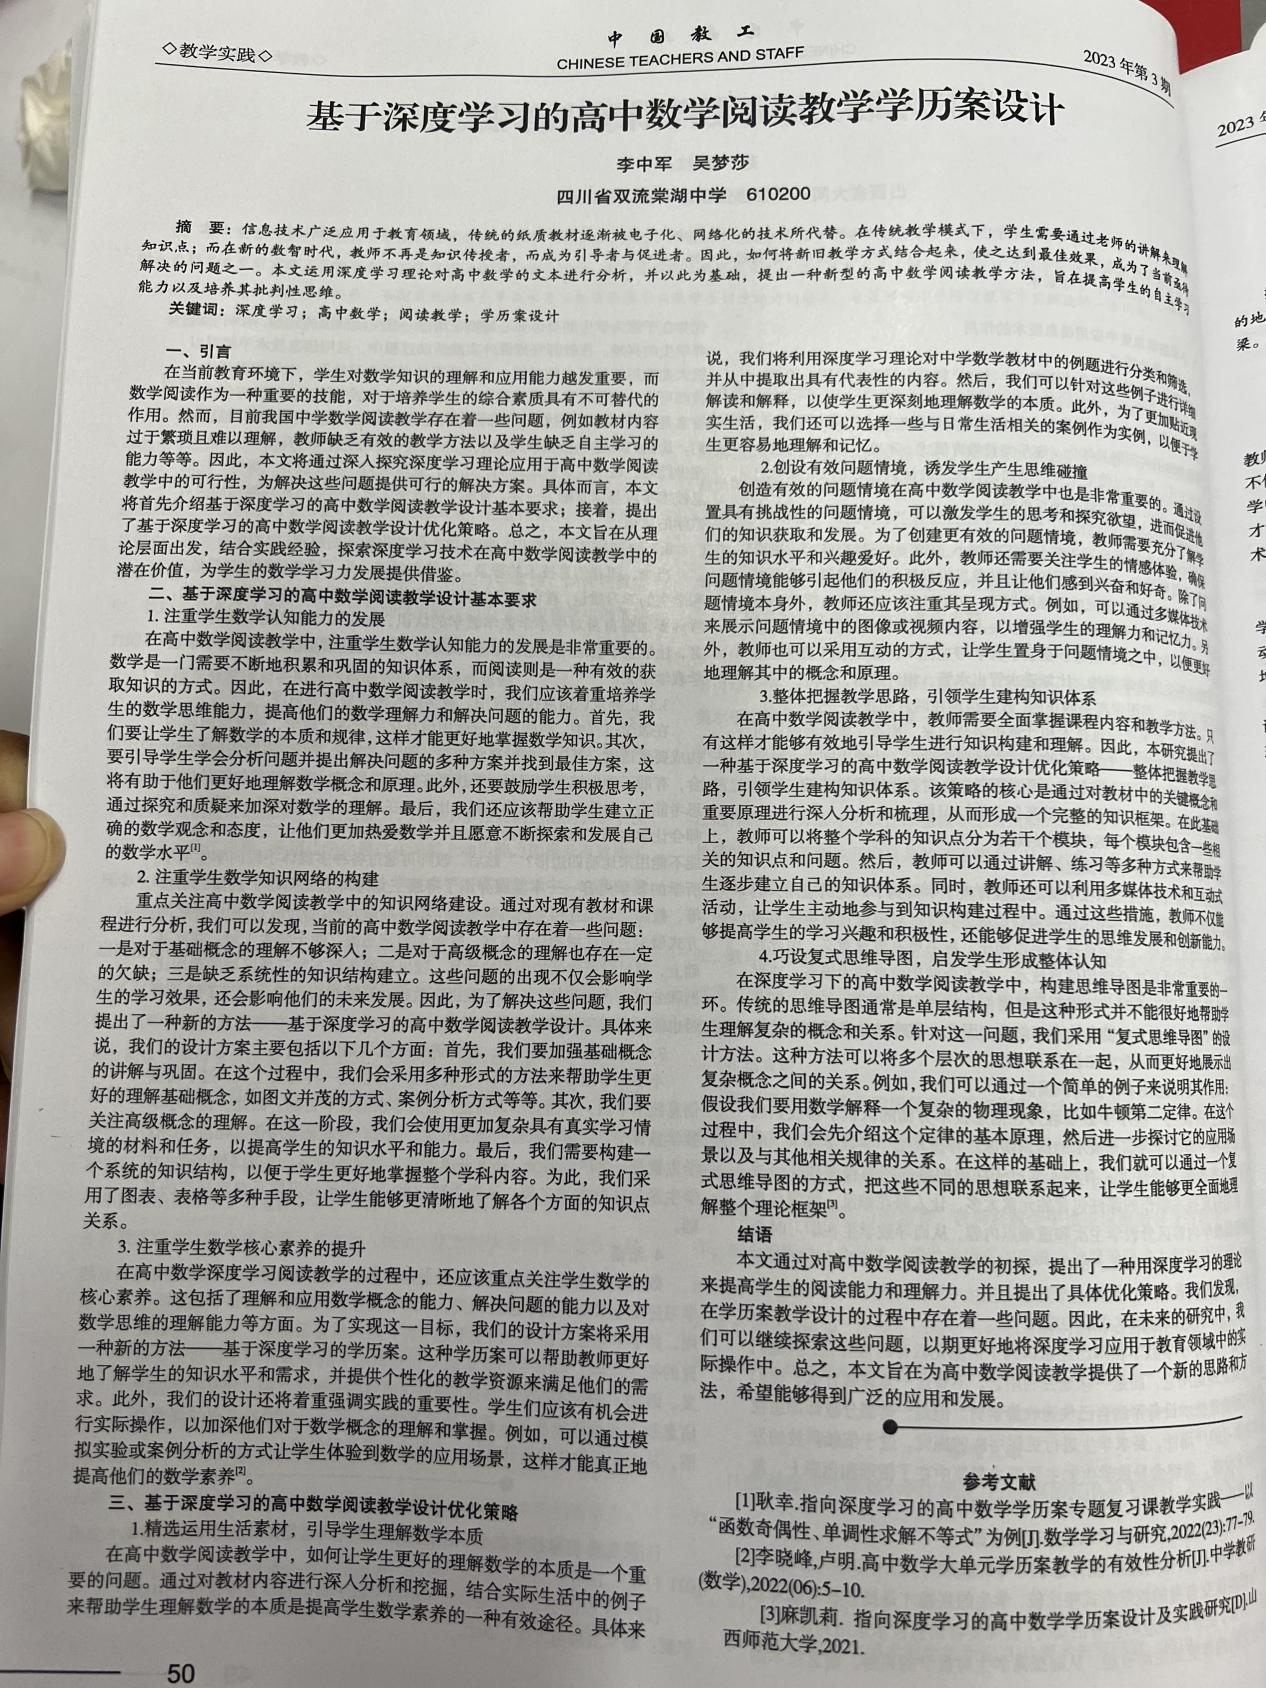 ◇教学实践◇
中 国 教 工
CHINESE TEACHERS AND STAFF
2023 年第 3 期
基于深度学习的高中数学阅读教学学历案设计
李中军 吴梦莎
四川省双流棠湖中学 610200
摘 要：信息技术广泛应用于教育领域，传统的纸质教材逐渐被电子化、网络化的技术所代替。在传统教学模式下，学生需要通过老师的讲解来理解
知识点；而在新的数智时代，教师不再是知识传授者，而成为引导者与促进者。因此，如何将新旧教学方式结合起来，使之达到最佳效果，成为了当前亟待
解决的问题之一。本文运用深度学习理论对高中数学的文本进行分析，并以此为基础，提出一种新型的高中数学阅读教学方法，旨在提高学生的自主学习
能力以及培养其批判性思维。
关键词：深度学习；高中数学；阅读教学；学历案设计
一、引言
在当前教育环境下，学生对数学知识的理解和应用能力越发重要，而
数学阅读作为一种重要的技能，对于培养学生的综合素质具有不可替代的
作用。然而，目前我国中学数学阅读教学存在着一些问题，例如教材内容
过于繁琐且难以理解，教师缺乏有效的教学方法以及学生缺乏自主学习的
能力等等。因此，本文将通过深入探究深度学习理论应用于高中数学阅读
教学中的可行性，为解决这些问题提供可行的解决方案。具体而言，本文
将首先介绍基于深度学习的高中数学阅读教学设计基本要求；接着，提出
了基于深度学习的高中数学阅读教学设计优化策略。总之，本文旨在从理
论层面出发，结合实践经验，探索深度学习技术在高中数学阅读教学中的
潜在价值，为学生的数学学习力发展提供借鉴。
二、基于深度学习的高中数学阅读教学设计基本要求
1. 注重学生数学认知能力的发展
在高中数学阅读教学中，注重学生数学认知能力的发展是非常重要的。
数学是一门需要不断地积累和巩固的知识体系，而阅读则是一种有效的获
取知识的方式。因此，在进行高中数学阅读教学时，我们应该着重培养学
生的数学思维能力，提高他们的数学理解力和解决问题的能力。首先，我
们要让学生了解数学的本质和规律，这样才能更好地掌握数学知识。其次，
要引导学生学会分析问题并提出解决问题的多种方案并找到最佳方案，这
将有助于他们更好地理解数学概念和原理。此外，还要鼓励学生积极思考，
通过探究和质疑来加深对数学的理解。最后，我们还应该帮助学生建立正
确的数学观念和态度，让他们更加热爱数学并且愿意不断探索和发展自己
的数学水平[1]。
2. 注重学生数学知识网络的构建
重点关注高中数学阅读教学中的知识网络建设。通过对现有教材和课
程进行分析，我们可以发现，当前的高中数学阅读教学中存在着一些问题：
一是对于基础概念的理解不够深入；二是对于高级概念的理解也存在一定
的欠缺；三是缺乏系统性的知识结构建立。这些问题的出现不仅会影响学
生的学习效果，还会影响他们的未来发展。因此，为了解决这些问题，我们
提出了一种新的方法——基于深度学习的高中数学阅读教学设计。具体来
说，我们的设计方案主要包括以下几个方面：首先，我们要加强基础概念
的讲解与巩固。在这个过程中，我们会采用多种形式的方法来帮助学生更
好的理解基础概念，如图文并茂的方式、案例分析方式等等。其次，我们要
关注高级概念的理解。在这一阶段，我们会使用更加复杂具有真实学习情
境的材料和任务，以提高学生的知识水平和能力。最后，我们需要构建一
个系统的知识结构，以便于学生更好地掌握整个学科内容。为此，我们采
用了图表、表格等多种手段，让学生能够更清晰地了解各个方面的知识点
关系。
3. 注重学生数学核心素养的提升
在高中数学深度学习阅读教学的过程中，还应该重点关注学生数学的
核心素养。这包括了理解和应用数学概念的能力、解决问题的能力以及对
数学思维的理解能力等方面。为了实现这一目标，我们的设计方案将采用
一种新的方法——基于深度学习的学历案。这种学历案可以帮助教师更好
地了解学生的知识水平和需求，并提供个性化的教学资源来满足他们的需
求。此外，我们的设计还将着重强调实践的重要性。学生们应该有机会进
行实际操作，以加深他们对于数学概念的理解和掌握。例如，可以通过模
拟实验或案例分析的方式让学生体验到数学的应用场景，这样才能真正地
提高他们的数学素养[2]。
三、基于深度学习的高中数学阅读教学设计优化策略
1.精选运用生活素材，引导学生理解数学本质
在高中数学阅读教学中，如何让学生更好的理解数学的本质是一个重
要的问题。通过对教材内容进行深入分析和挖掘，结合实际生活中的例子
来帮助学生理解数学的本质是提高学生数学素养的一种有效途径。具体来
50
说，我们将利用深度学习理论对中学数学教材中的例题进行分类和筛选，
并从中提取出具有代表性的内容。然后，我们可以针对这些例子进行详细
解读和解释，以使学生更深刻地理解数学的本质。此外，为了更加贴近现
实生活，我们还可以选择一些与日常生活相关的案例作为实例，以便于学
生更容易地理解和记忆。
2.创设有效问题情境，诱发学生产生思维碰撞
创造有效的问题情境在高中数学阅读教学中也是非常重要的。通过设
置具有挑战性的问题情境，可以激发学生的思考和探究欲望，进而促进他
们的知识获取和发展。为了创建更有效的问题情境，教师需要充分了解学
生的知识水平和兴趣爱好。此外，教师还需要关注学生的情感体验，确保
问题情境能够引起他们的积极反应，并且让他们感到兴奋和好奇。除了问
题情境本身外，教师还应该注重其呈现方式。例如，可以通过多媒体技术
来展示问题情境中的图像或视频内容，以增强学生的理解力和记忆力。另
外，教师也可以采用互动的方式，让学生置身于问题情境之中，以便更好
地理解其中的概念和原理。
3.整体把握教学思路，引领学生建构知识体系
在高中数学阅读教学中，教师需要全面掌握课程内容和教学方法。只
有这样才能够有效地引导学生进行知识构建和理解。因此，本研究提出了
一种基于深度学习的高中数学阅读教学设计优化策略——整体把握教学思
路，引领学生建构知识体系。该策略的核心是通过对教材中的关键概念和
重要原理进行深入分析和梳理，从而形成一个完整的知识框架。在此基础
上，教师可以将整个学科的知识点分为若干个模块，每个模块包含一些相
关的知识点和问题。然后，教师可以通过讲解、练习等多种方式来帮助学
生逐步建立自己的知识体系。同时，教师还可以利用多媒体技术和互动式
活动，让学生主动地参与到知识构建过程中。通过这些措施，教师不仅能
够提高学生的学习兴趣和积极性，还能够促进学生的思维发展和创新能力。
4.巧设复式思维导图，启发学生形成整体认知
在深度学习下的高中数学阅读教学中，构建思维导图是非常重要的一
环。传统的思维导图通常是单层结构，但是这种形式并不能很好地帮助学
生理解复杂的概念和关系。针对这一问题，我们采用“复式思维导图”的设
计方法。这种方法可以将多个层次的思想联系在一起，从而更好地展示出
复杂概念之间的关系。例如，我们可以通过一个简单的例子来说明其作用：
假设我们要用数学解释一个复杂的物理现象，比如牛顿第二定律。在这个
过程中，我们会先介绍这个定律的基本原理，然后进一步探讨它的应用场
景以及与其他相关规律的关系。在这样的基础上，我们就可以通过一个复
式思维导图的方式，把这些不同的思想联系起来，让学生能够更全面地理
解整个理论框架[3]。
结语
本文通过对高中数学阅读教学的初探，提出了一种用深度学习的理论
来提高学生的阅读能力和理解力。并且提出了具体优化策略。我们发现，
在学历案教学设计的过程中存在着一些问题。因此，在未来的研究中，我
们可以继续探索这些问题，以期更好地将深度学习应用于教育领域中的实
际操作中。总之，本文旨在为高中数学阅读教学提供了一个新的思路和方
法，希望能够得到广泛的应用和发展。
参考文献
[1]耿幸.指向深度学习的高中数学学历案专题复习课教学实践——以
“函数奇偶性、单调性求解不等式”为例[J].数学学习与研究,2022(23):77-79.
[2]李晓峰,卢明.高中数学大单元学历案教学的有效性分析[J].中学教研
(数学),2022(06):5-10.
[3]麻凯莉. 指向深度学习的高中数学学历案设计及实践研究[D].山
西师范大学,2021.
2023
的地
梁。
教师
不仅
学
才
术
学